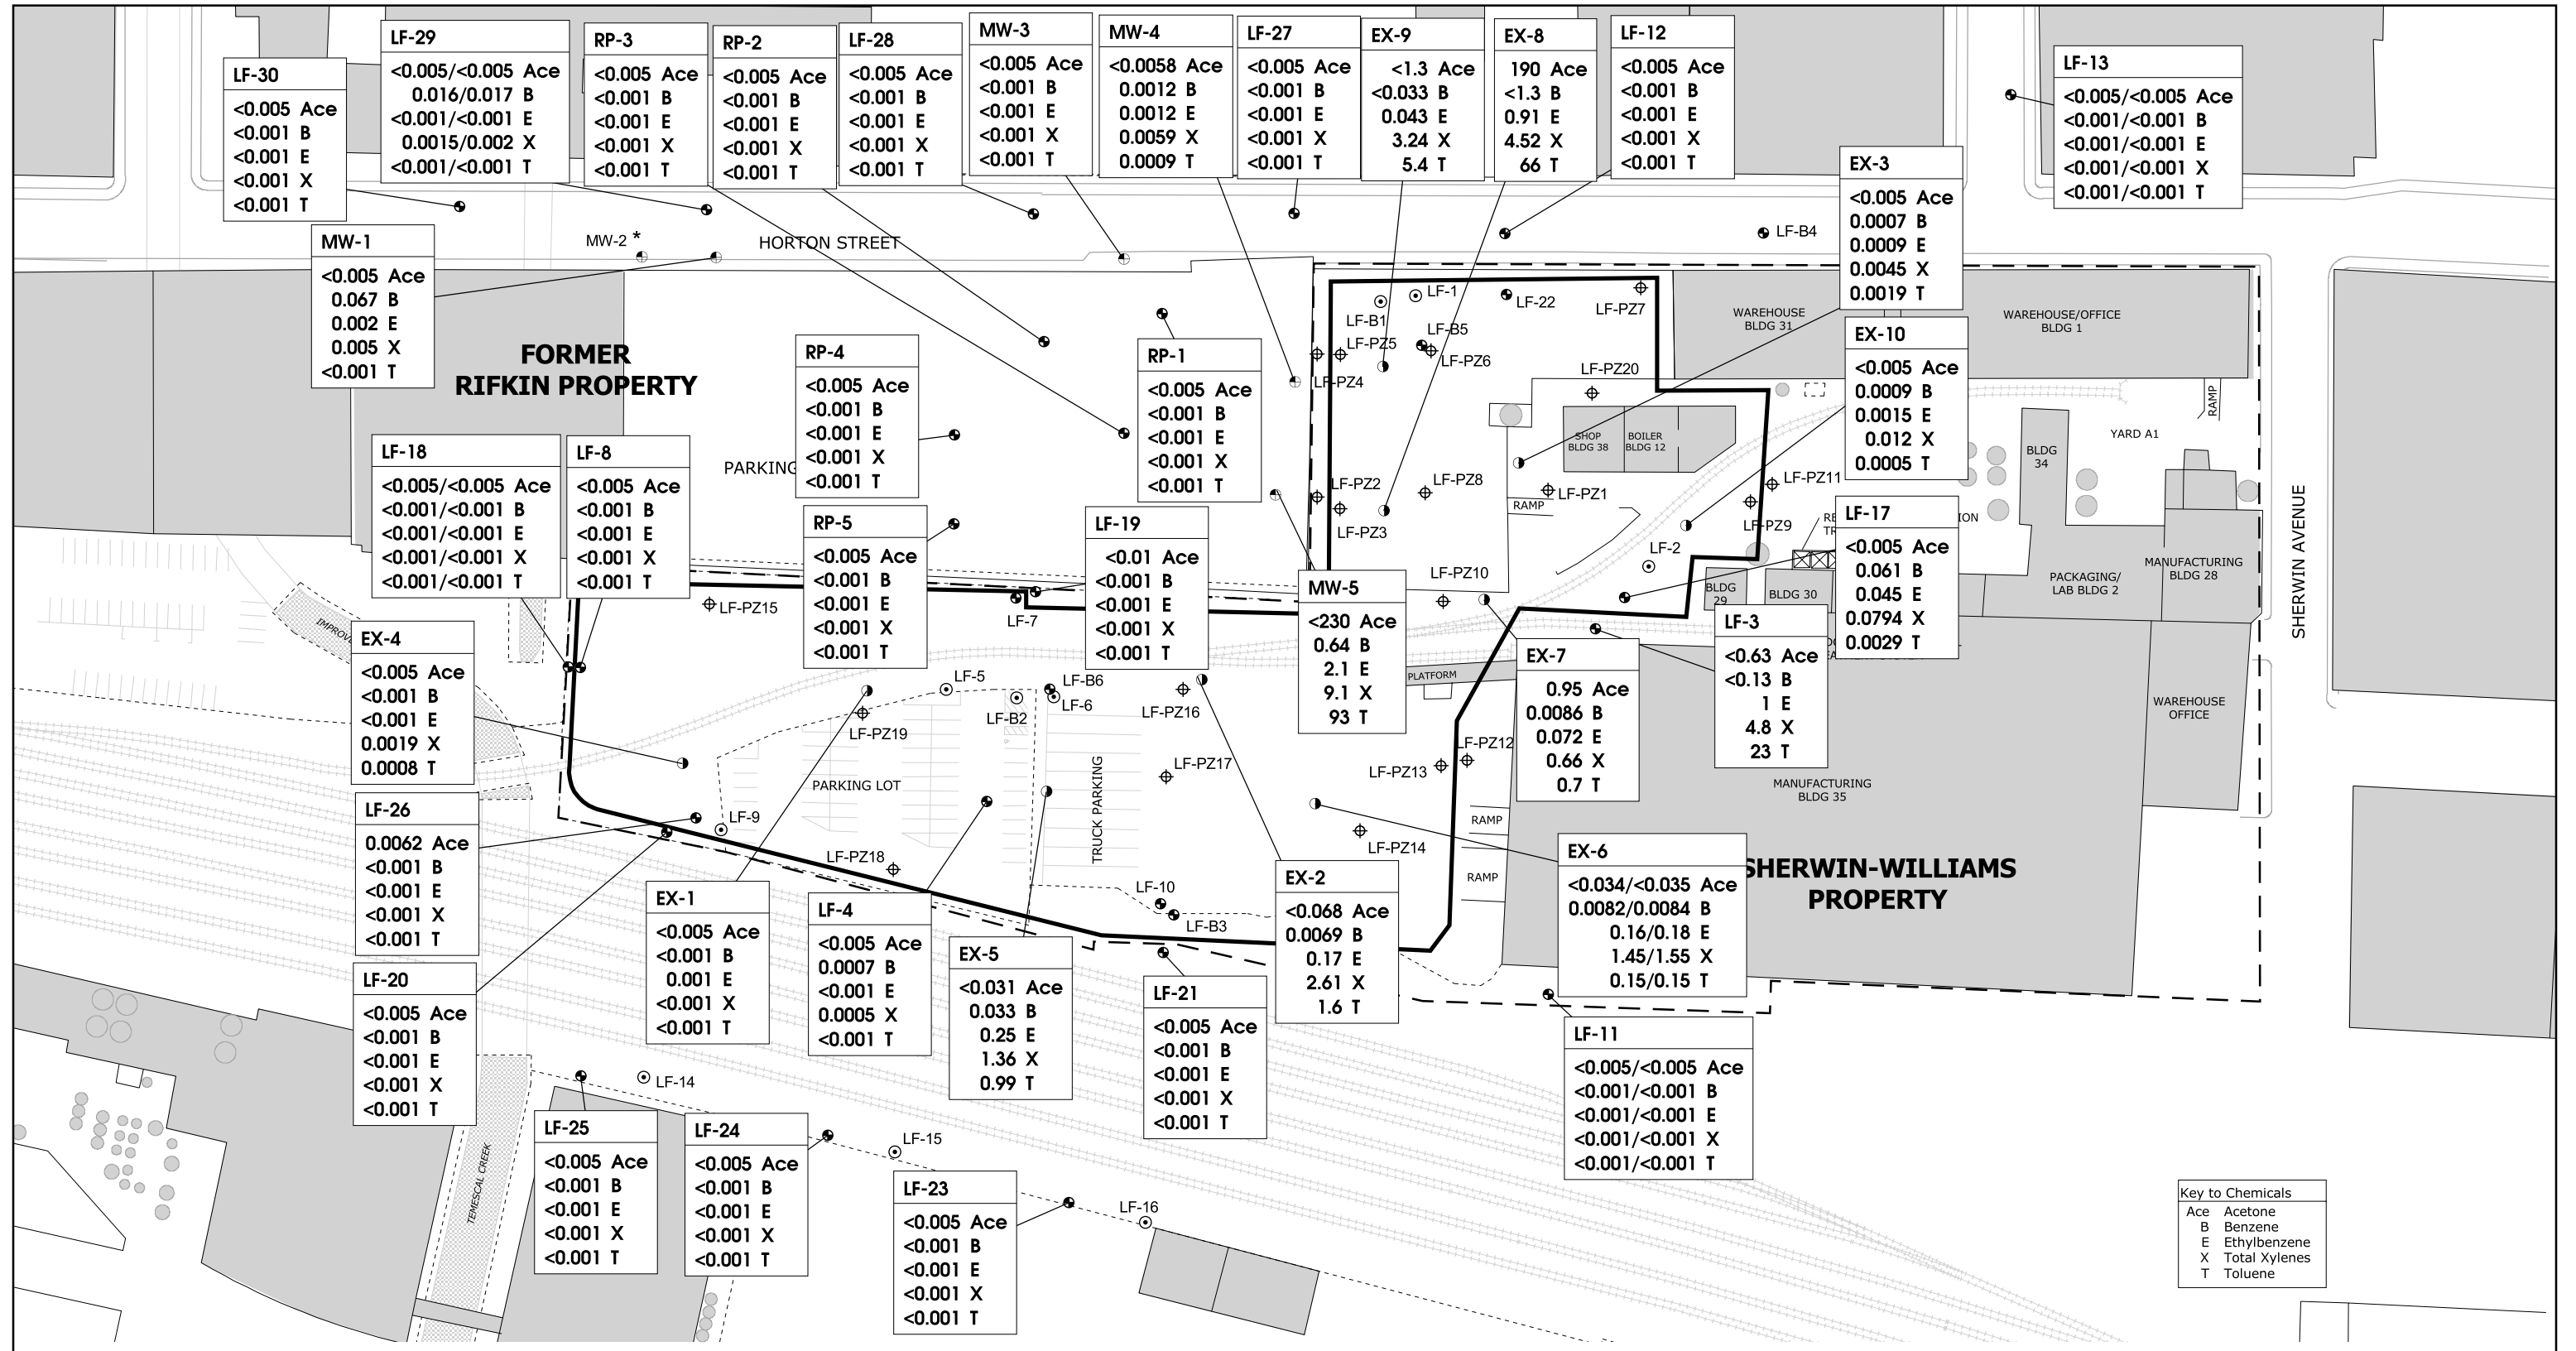 LF-30
<0.005 Ace
<0.001 B
<0.001 E
<0.001 X
<0.001 T
LF-29
<0.005/<0.005 Ace
0.016/0.017 B
<0.001/<0.001 E
0.0015/0.002 X
<0.001/<0.001 T
RP-3
<0.005 Ace
<0.001 B
<0.001 E
<0.001 X
<0.001 T
RP-2
<0.005 Ace
<0.001 B
<0.001 E
<0.001 X
<0.001 T
LF-28
<0.005 Ace
<0.001 B
<0.001 E
<0.001 X
<0.001 T
MW-3
<0.005 Ace
<0.001 B
<0.001 E
<0.001 X
<0.001 T
MW-4
<0.0058 Ace
0.0012 B
0.0012 E
0.0059 X
0.0009 T
LF-27
<0.005 Ace
<0.001 B
<0.001 E
<0.001 X
<0.001 T
EX-9
<1.3 Ace
<0.033 B
0.043 E
3.24 X
5.4 T
EX-8
190 Ace
<1.3 B
0.91 E
4.52 X
66 T
LF-12
<0.005 Ace
<0.001 B
<0.001 E
<0.001 X
<0.001 T
LF-13
<0.005/<0.005 Ace
<0.001/<0.001 B
<0.001/<0.001 E
<0.001/<0.001 X
<0.001/<0.001 T
EX-3
<0.005 Ace
0.0007 B
0.0009 E
0.0045 X
0.0019 T
MW-1
<0.005 Ace
0.067 B
0.002 E
0.005 X
<0.001 T
MW-2 *
HORTON STREET
LF-B4
LF-1
LF-B1
LF-22
LF-PZ7
LF-B5
LF-PZ5
LF-PZ6
LF-PZ4
LF-PZ20
WAREHOUSE
BLDG 31
WAREHOUSE/OFFICE
BLDG 1
FORMER
RIFKIN PROPERTY
RP-4
<0.005 Ace
<0.001 B
<0.001 E
<0.001 X
<0.001 T
RP-1
<0.005 Ace
<0.001 B
<0.001 E
<0.001 X
<0.001 T
EX-10
<0.005 Ace
0.0009 B
0.0015 E
0.012 X
0.0005 T
RAMP
YARD A1
BLDG
34
SHOP
BLDG 38
BOILER
BLDG 12
PARKING
LF-18
<0.005/<0.005 Ace
<0.001/<0.001 B
<0.001/<0.001 E
<0.001/<0.001 X
<0.001/<0.001 T
LF-8
<0.005 Ace
<0.001 B
<0.001 E
<0.001 X
<0.001 T
RP-5
<0.005 Ace
<0.001 B
<0.001 E
<0.001 X
<0.001 T
LF-19
<0.01 Ace
<0.001 B
<0.001 E
<0.001 X
<0.001 T
LF-PZ2
LF-PZ8
LF-PZ3
LF-PZ1
RAMP
LF-PZ11
LF-PZ9
LF-2
LF-PZ10
LF-17
<0.005 Ace
0.061 B
0.045 E
0.0794 X
0.0029 T
BLDG
29
BLDG 30
PACKAGING/
LAB BLDG 2
MANUFACTURING
BLDG 28
SHERWIN AVENUE
MW-5
<230 Ace
0.64 B
2.1 E
9.1 X
93 T
LF-PZ15
LF-7
EX-4
<0.005 Ace
<0.001 B
<0.001 E
0.0019 X
0.0008 T
LF-5
LF-B6
LF-6
LF-B2
LF-PZ19
LF-PZ16
LF-PZ17
PLATFORM
EX-7
0.95 Ace
0.0086 B
0.072 E
0.66 X
0.7 T
LF-3
<0.63 Ace
<0.13 B
1 E
4.8 X
23 T
WAREHOUSE
OFFICE
LF-PZ12
LF-PZ13
PARKING LOT
TRUCK PARKING
MANUFACTURING
BLDG 35
LF-26
0.0062 Ace
<0.001 B
<0.001 E
<0.001 X
<0.001 T
LF-9
LF-PZ18
RAMP
LF-PZ14
RAMP
EX-6
<0.034/<0.035 Ace
0.0082/0.0084 B
0.16/0.18 E
1.45/1.55 X
0.15/0.15 T
SHERWIN-WILLIAMS
PROPERTY
EX-1
<0.005 Ace
<0.001 B
0.001 E
<0.001 X
<0.001 T
LF-4
<0.005 Ace
0.0007 B
<0.001 E
0.0005 X
<0.001 T
EX-5
<0.031 Ace
0.033 B
0.25 E
1.36 X
0.99 T
LF-10
LF-B3
EX-2
<0.068 Ace
0.0069 B
0.17 E
2.61 X
1.6 T
LF-20
<0.005 Ace
<0.001 B
<0.001 E
<0.001 X
<0.001 T
LF-21
<0.005 Ace
<0.001 B
<0.001 E
<0.001 X
<0.001 T
LF-11
<0.005/<0.005 Ace
<0.001/<0.001 B
<0.001/<0.001 E
<0.001/<0.001 X
<0.001/<0.001 T
LF-14
LF-25
<0.005 Ace
<0.001 B
<0.001 E
<0.001 X
<0.001 T
LF-24
<0.005 Ace
<0.001 B
<0.001 E
<0.001 X
<0.001 T
LF-15
LF-23
<0.005 Ace
<0.001 B
<0.001 E
<0.001 X
<0.001 T
LF-16
TEMESCAL CREEK
Key to Chemicals
Ace Acetone
B Benzene
E Ethylbenzene
X Total Xylenes
T Toluene